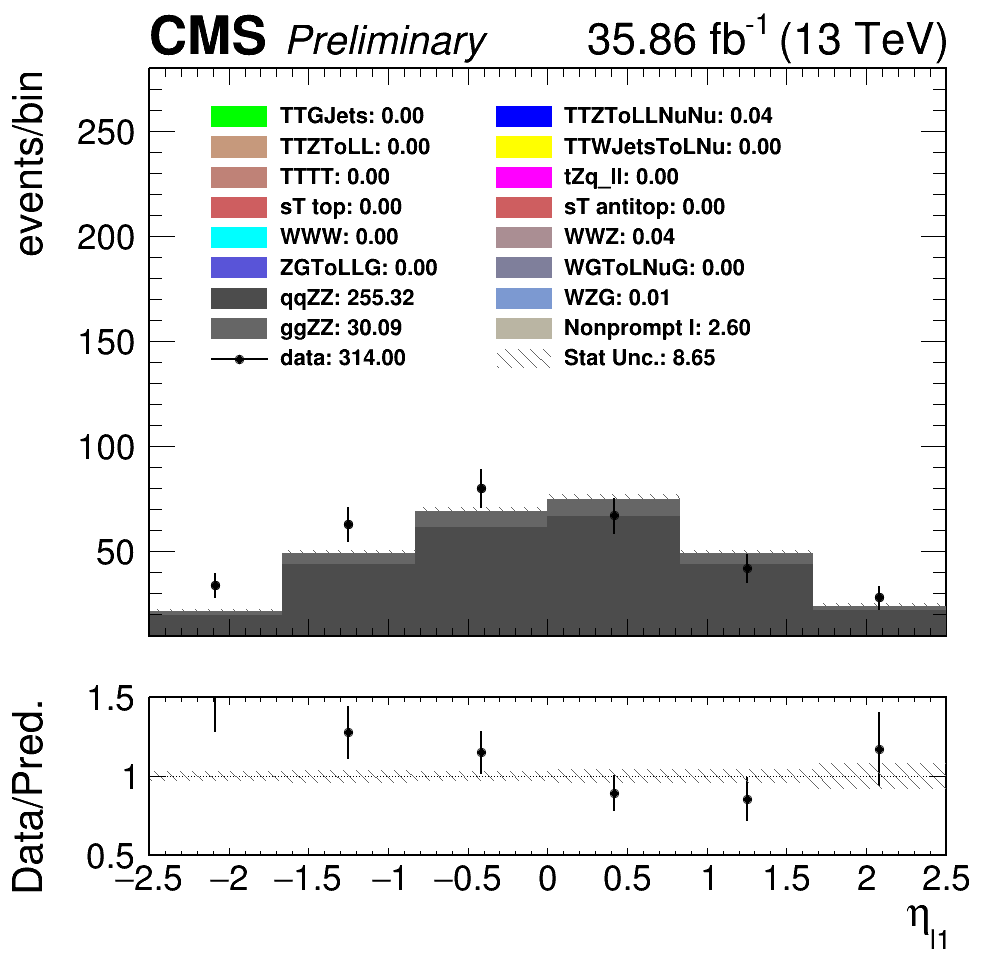 CMS Preliminary 35.86 fb⁻¹ (13 TeV)
events/bin
250
200
150
100
50
TTGJets: 0.00 TTZToLLNuNu: 0.04
TTZToLL: 0.00 TTWJetsToLNu: 0.00
TTTT: 0.00 tZq_ll: 0.00
sT top: 0.00 sT antitop: 0.00
WWW: 0.00 WWZ: 0.04
ZGToLLG: 0.00 WGToLNuG: 0.00
qqZZ: 255.32 WZG: 0.01
ggZZ: 30.09 Nonprompt l: 2.60
data: 314.00 Stat Unc.: 8.65
Data/Pred.
1.5
1
0.5
−2.5 −2 −1.5 −1 −0.5 0 0.5 1 1.5 2 2.5
η l1